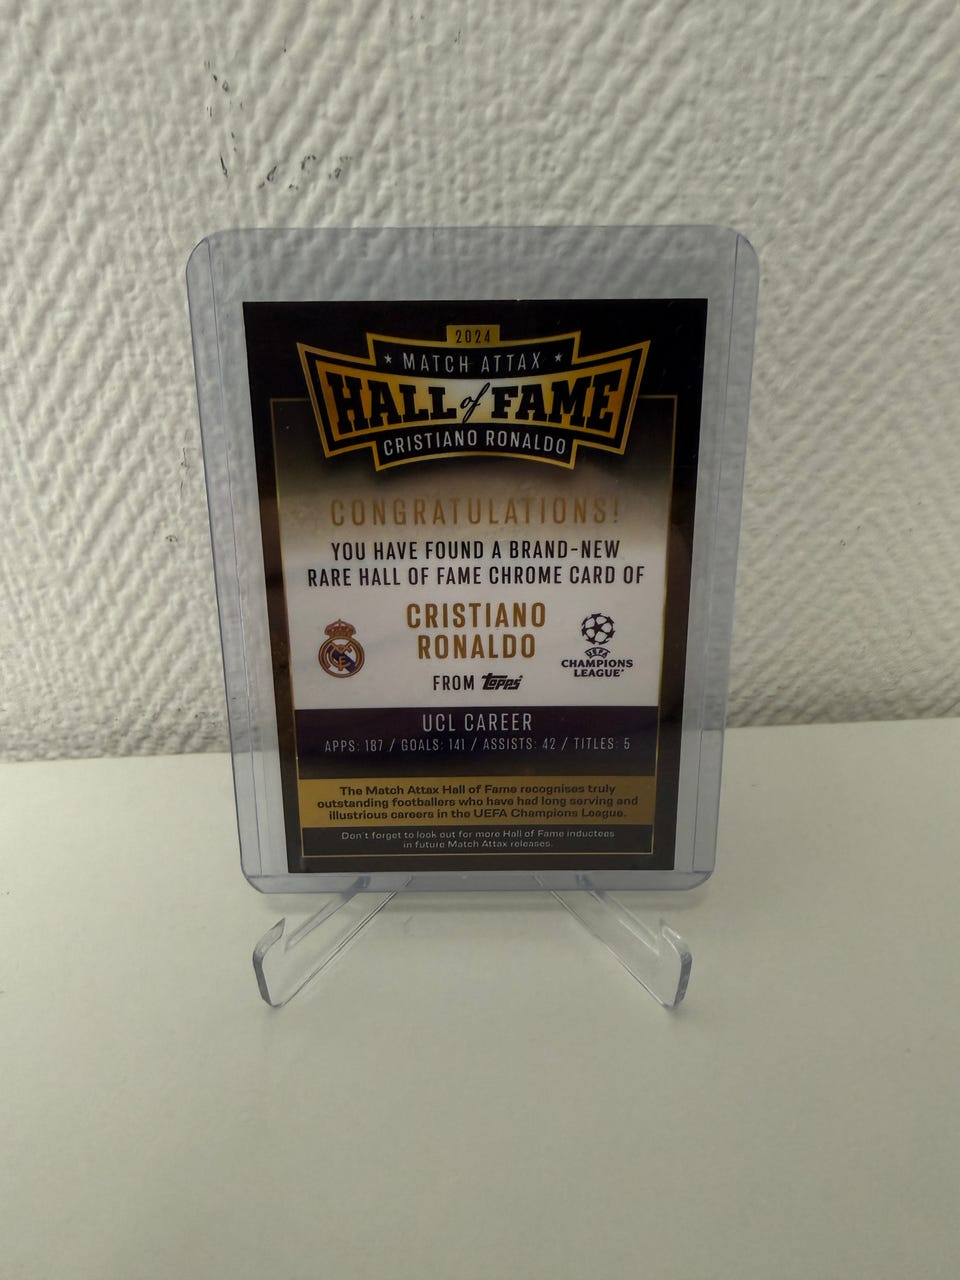 2024
★ MATCH ATTAX ★
HALL of FAME
CRISTIANO RONALDO
CONGRATULATIONS!
YOU HAVE FOUND A BRAND-NEW
RARE HALL OF FAME CHROME CARD OF
CRISTIANO
RONALDO
FROM Topps
UEFA
CHAMPIONS
LEAGUE
UCL CAREER
APPS: 187 / GOALS: 141 / ASSISTS: 42 / TITLES: 5
The Match Attax Hall of Fame recognises truly
outstanding footballers who have had long serving and
illustrious careers in the UEFA Champions League.
Don't forget to look out for more Hall of Fame inductees
in future Match Attax releases.